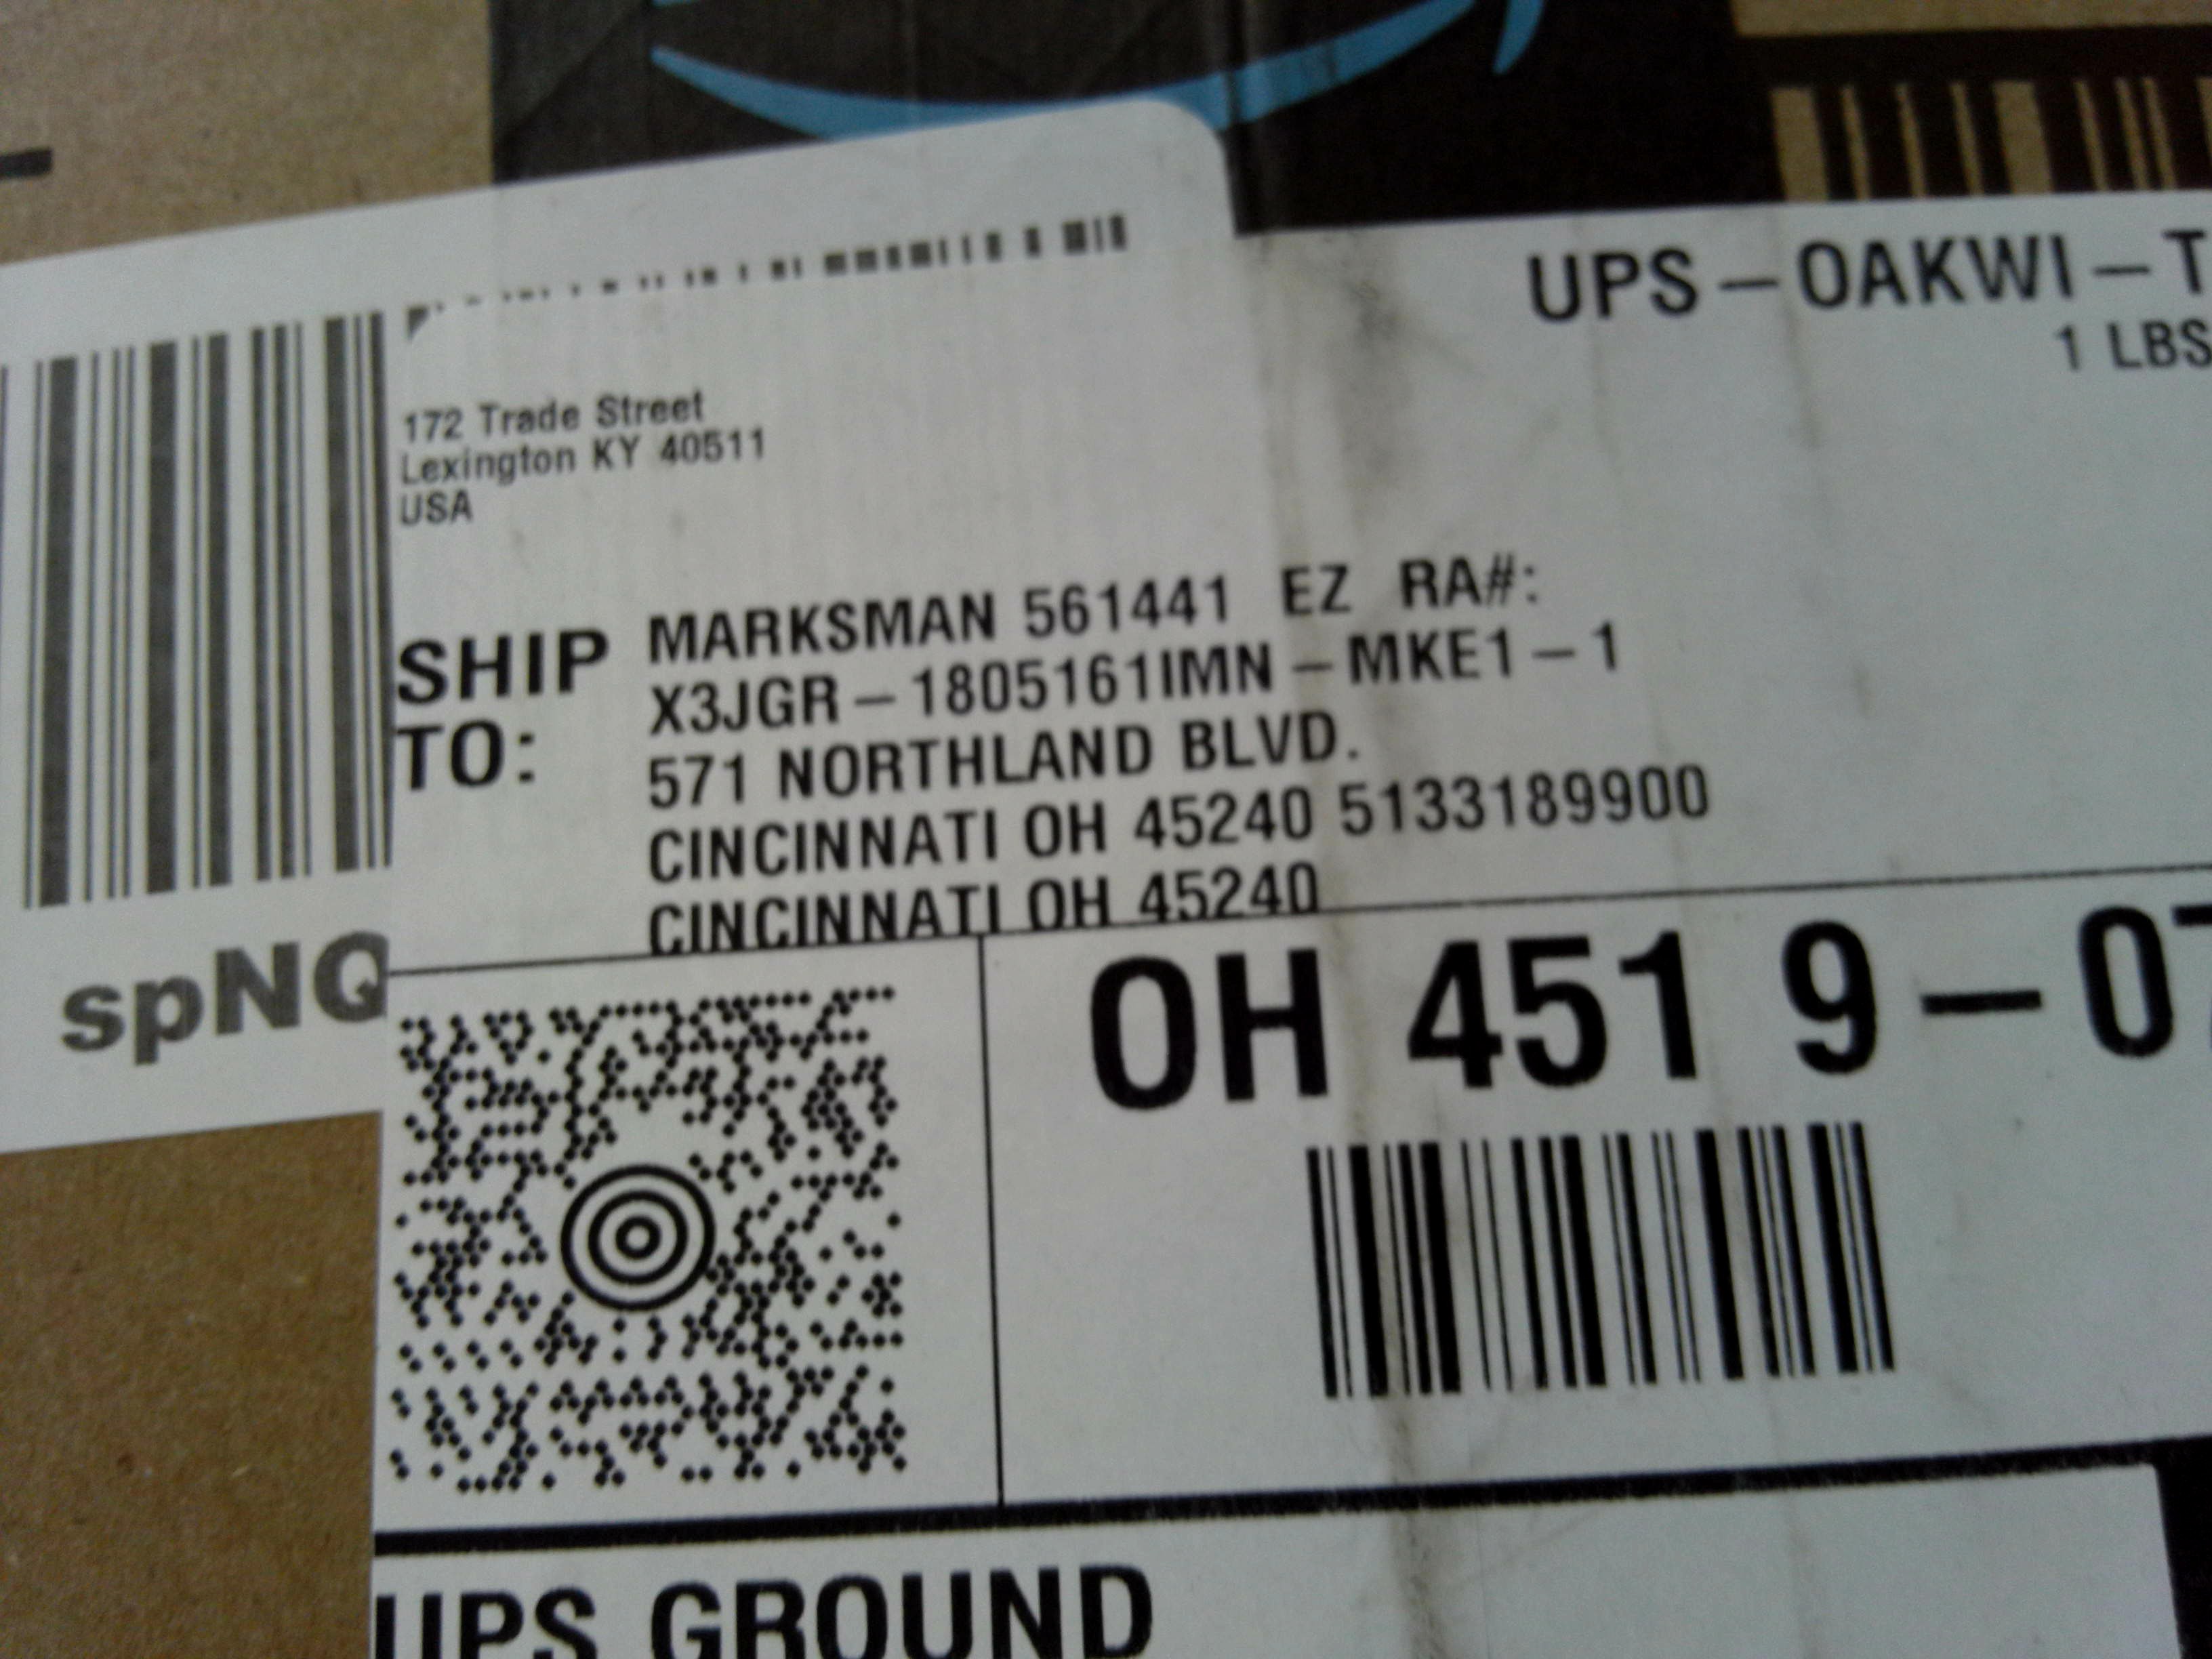 UPS – OAKWI – T
1 LBS
172 Trade Street
Lexington KY 40511
USA
SHIP TO:
MARKSMAN 561441 EZ RA#:
X3JGR – 1805161IMN – MKE1 – 1
571 NORTHLAND BLVD.
CINCINNATI OH 45240 5133189900
CINCINNATI OH 45240
spNQ
OH 451 9 – 07
UPS GROUND